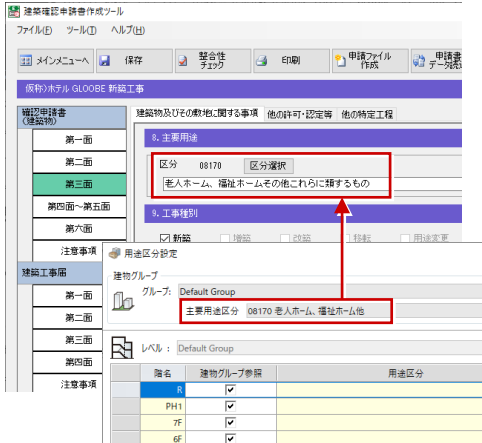 建築確認申請書作成ツール
ファイル(F) ツール(T) ヘルプ(H)
メインメニューへ 保存 整合性チェック 印刷 申請ファイル作成 申請書
仮称)ホテル GLOOBE 新築工事
確認申請書
(建築物)
第一面
第二面
第三面
第四面～第五面
第六面
注意事項
建築工事届
第一面
第二面
第三面
第四面
注意事項
建築物及びその敷地に関する事項 他の許可・認定等 他の特定工程
8. 主要用途
区分 08170 区分選択
老人ホーム、福祉ホームその他これらに類するもの
9. 工事種別
新築 増築 改築 移転 用途変更
用途区分設定
建物グループ
グループ: Default Group
主要用途区分 08170 老人ホーム、福祉ホーム他
レベル : Default Group
階名 建物グループ参照 用途区分
R
PH1
7F
6F